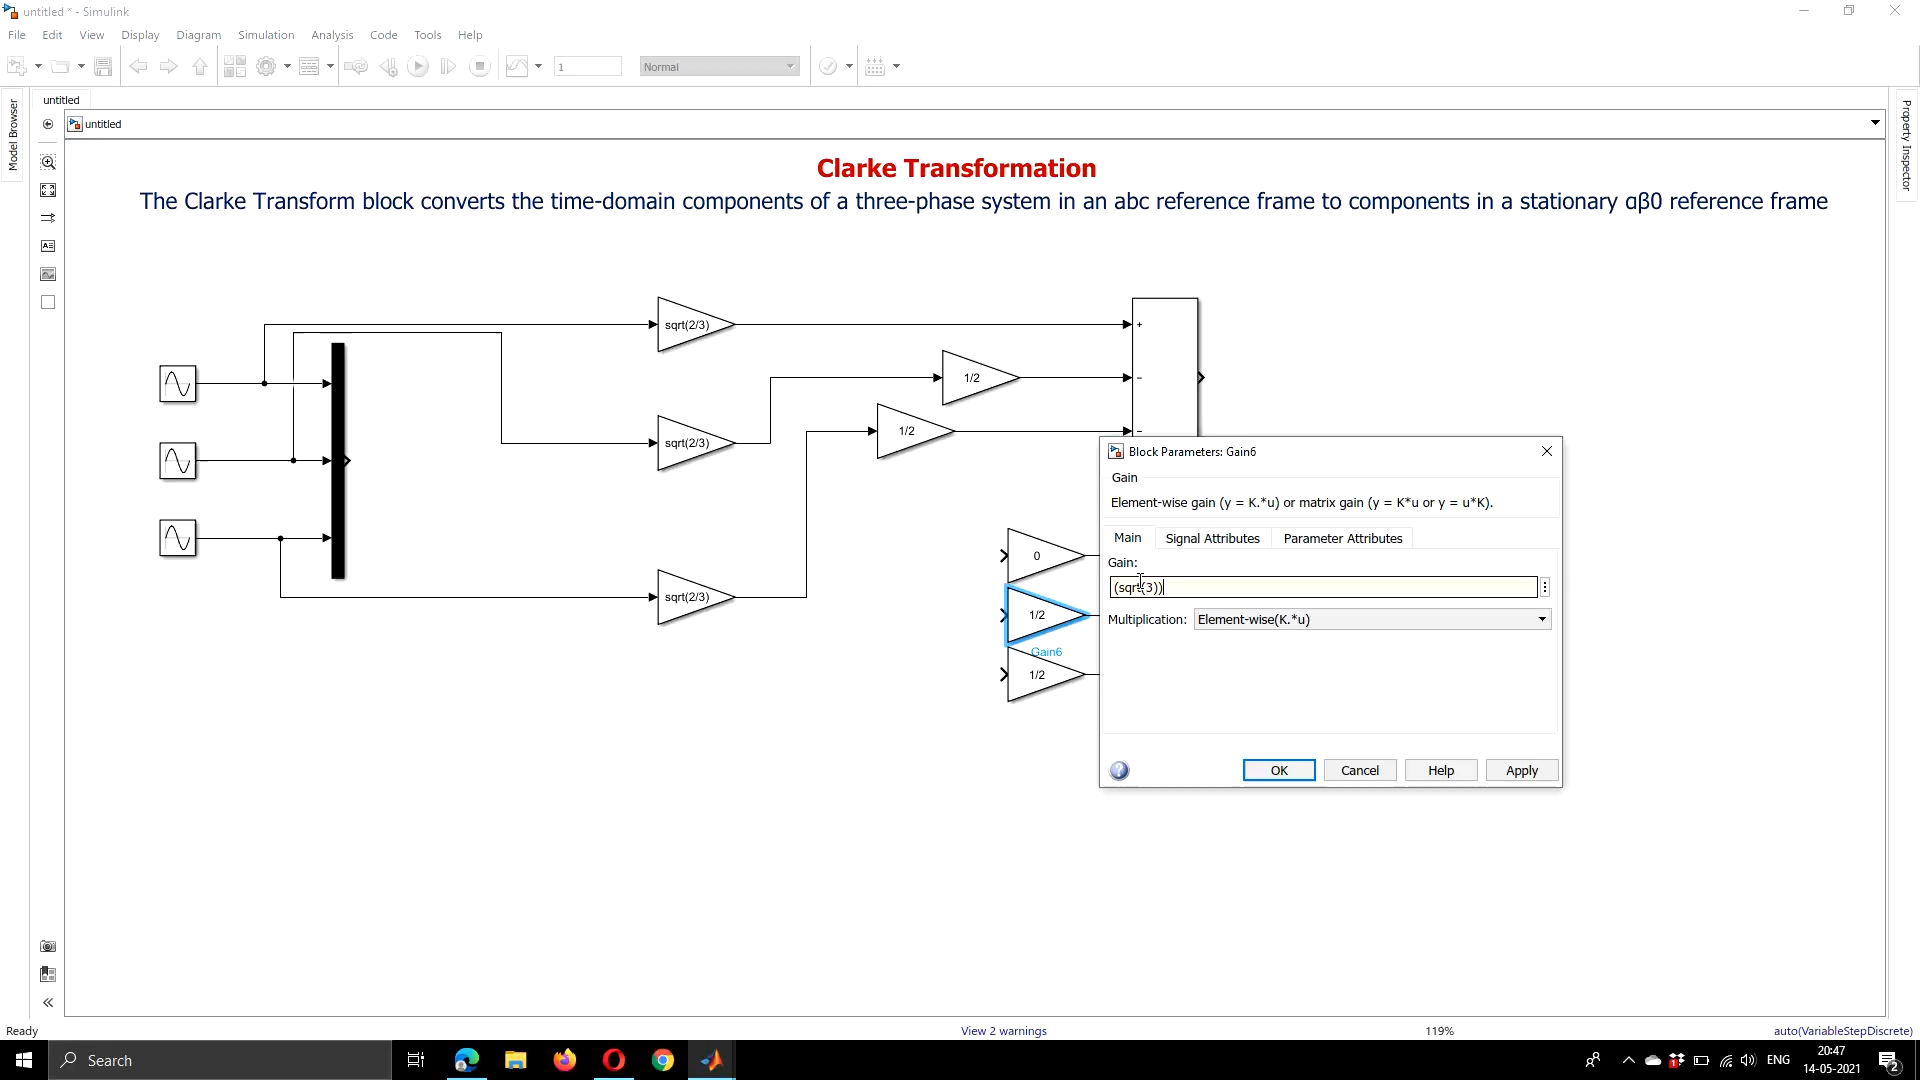 untitled * - Simulink
File Edit View Display Diagram Simulation Analysis Code Tools Help
1 Normal
Model Browser
untitled
untitled
Property Inspector
Clarke Transformation
The Clarke Transform block converts the time-domain components of a three-phase system in an abc reference frame to components in a stationary αβ0 reference frame
sqrt(2/3) +
1/2 -
1/2 -
sqrt(2/3)
sqrt(2/3)
0
1/2
Gain6
1/2
Block Parameters: Gain6
Gain
Element-wise gain (y = K.*u) or matrix gain (y = K*u or y = u*K).
Main Signal Attributes Parameter Attributes
Gain:
(sqrt(3))
Multiplication: Element-wise(K.*u)
OK Cancel Help Apply
Ready View 2 warnings 119% auto(VariableStepDiscrete)
Search ENG 20:47
14-05-2021
2